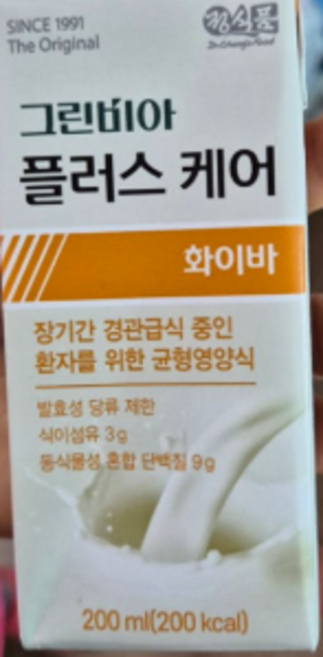 SINCE 1991
The Original
정식품
Dr.Chung's Food
그린비아
플러스 케어
화이바
장기간 경관급식 중인
환자를 위한 균형영양식
발효성 당류 제한
식이섬유 3g
동식물성 혼합 단백질 9g
200 ml(200 kcal)